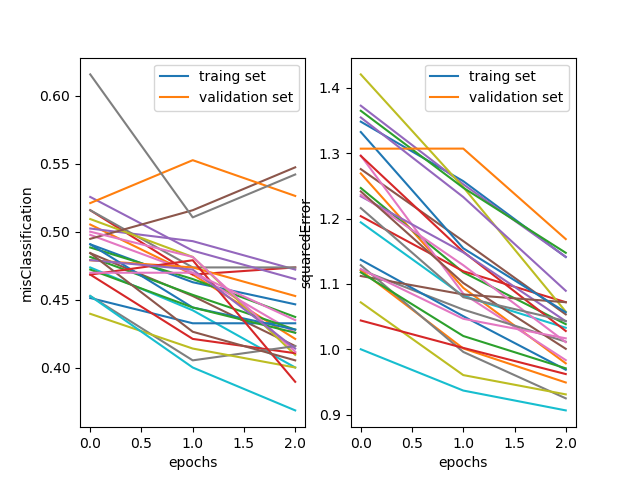 traing set
validation set
0.60
0.55
0.50
0.45
0.40
misClassification
0.0
0.5
1.0
1.5
2.0
epochs
traing set
validation set
1.4
1.3
1.2
1.1
1.0
0.9
squaredError
0.0
0.5
1.0
1.5
2.0
epochs